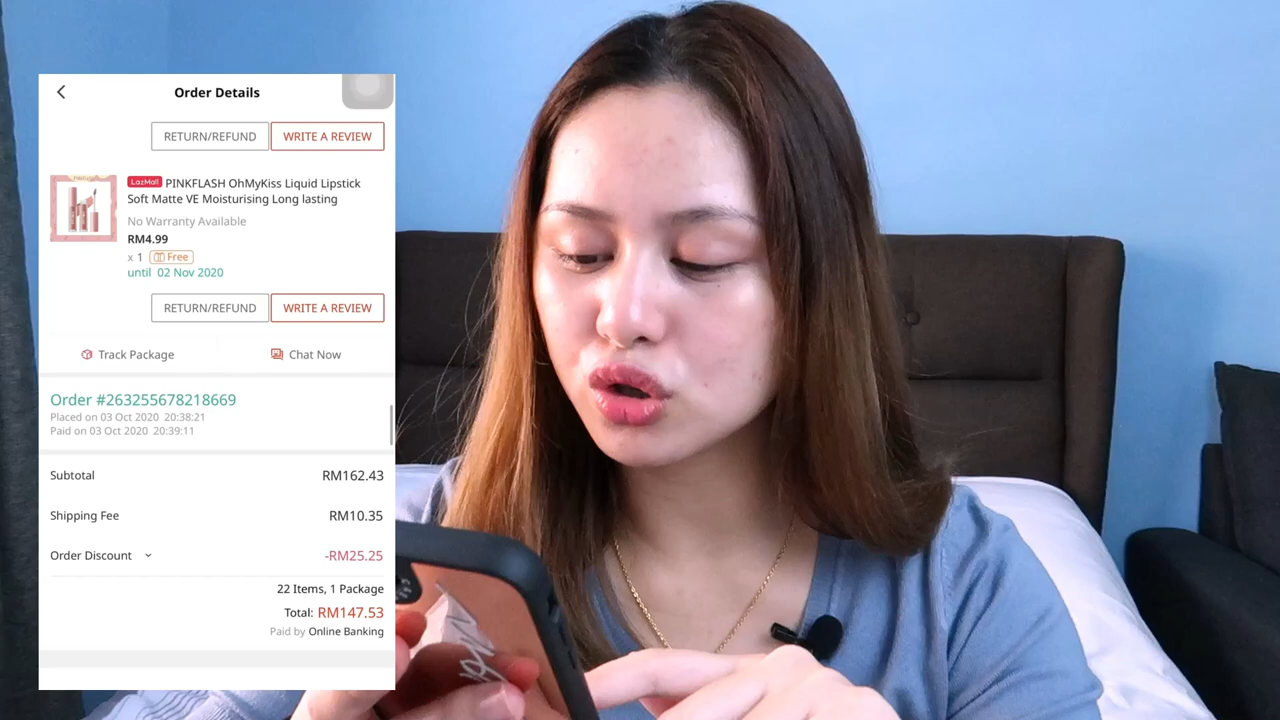 Order Details
RETURN/REFUND WRITE A REVIEW
LazMall PINKFLASH OhMyKiss Liquid Lipstick
Soft Matte VE Moisturising Long lasting
No Warranty Available
RM4.99
x 1 Free
until 02 Nov 2020
RETURN/REFUND WRITE A REVIEW
Track Package Chat Now
Order #263255678218669
Placed on 03 Oct 2020 20:38:21
Paid on 03 Oct 2020 20:39:11
Subtotal RM162.43
Shipping Fee RM10.35
Order Discount -RM25.25
22 Items, 1 Package
Total: RM147.53
Paid by Online Banking